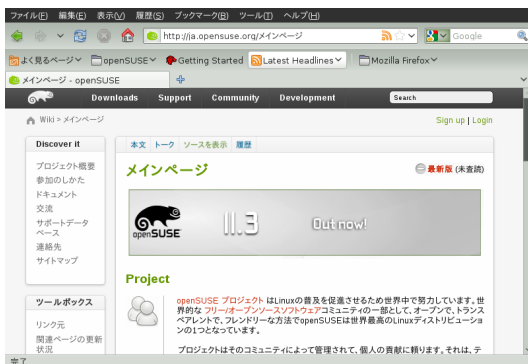 ファイル(F) 編集(E) 表示(V) 履歴(S) ブックマーク(B) ツール(T) ヘルプ(H)
http://ja.opensuse.org/メインページ
Google
よく見るページ openSUSE Getting Started Latest Headlines Mozilla Firefox
メインページ - openSUSE
Downloads Support Community Development Search
Wiki > メインページ
Sign up | Login
Discover it
プロジェクト概要
参加のしかた
ドキュメント
交流
サポートデータ
ベース
連絡先
サイトマップ
ツールボックス
リンク元
関連ページの更新
状況
本文 トーク ソースを表示 履歴
メインページ
最新版 (未査読)
openSUSE 11.3 Out now!
Project
openSUSE プロジェクト はLinuxの普及を促進させるため世界中で努力しています。世
界的な フリー/オープンソースソフトウェアコミュニティの一部として、オープンで、トランス
ペアレントで、フレンドリーな方法でopenSUSEは世界最高のLinuxディストリビューショ
ンの1つとなっています。
プロジェクトはそのコミュニティによって管理されて、個人の貢献に頼ります。それは、テ
完了